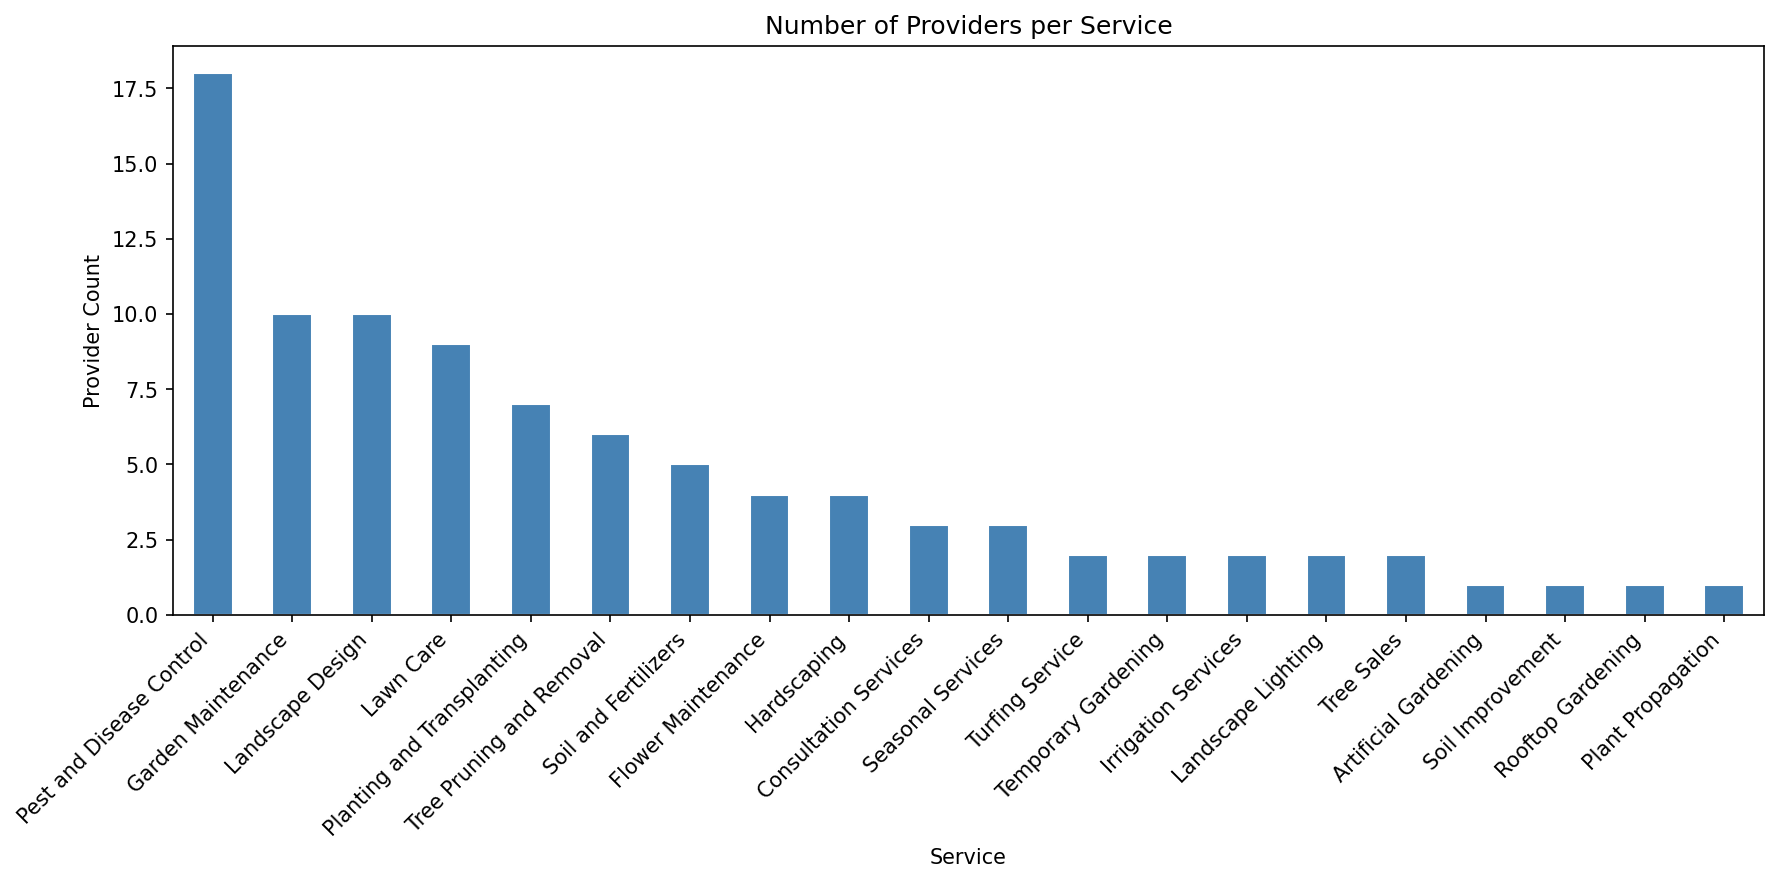 Number of Providers per Service
Provider Count
17.5
15.0
12.5
10.0
7.5
5.0
2.5
0.0
Pest and Disease Control
Garden Maintenance
Landscape Design
Lawn Care
Planting and Transplanting
Tree Pruning and Removal
Soil and Fertilizers
Flower Maintenance
Hardscaping
Consultation Services
Seasonal Services
Turfing Service
Temporary Gardening
Irrigation Services
Landscape Lighting
Tree Sales
Artificial Gardening
Soil Improvement
Rooftop Gardening
Plant Propagation
Service